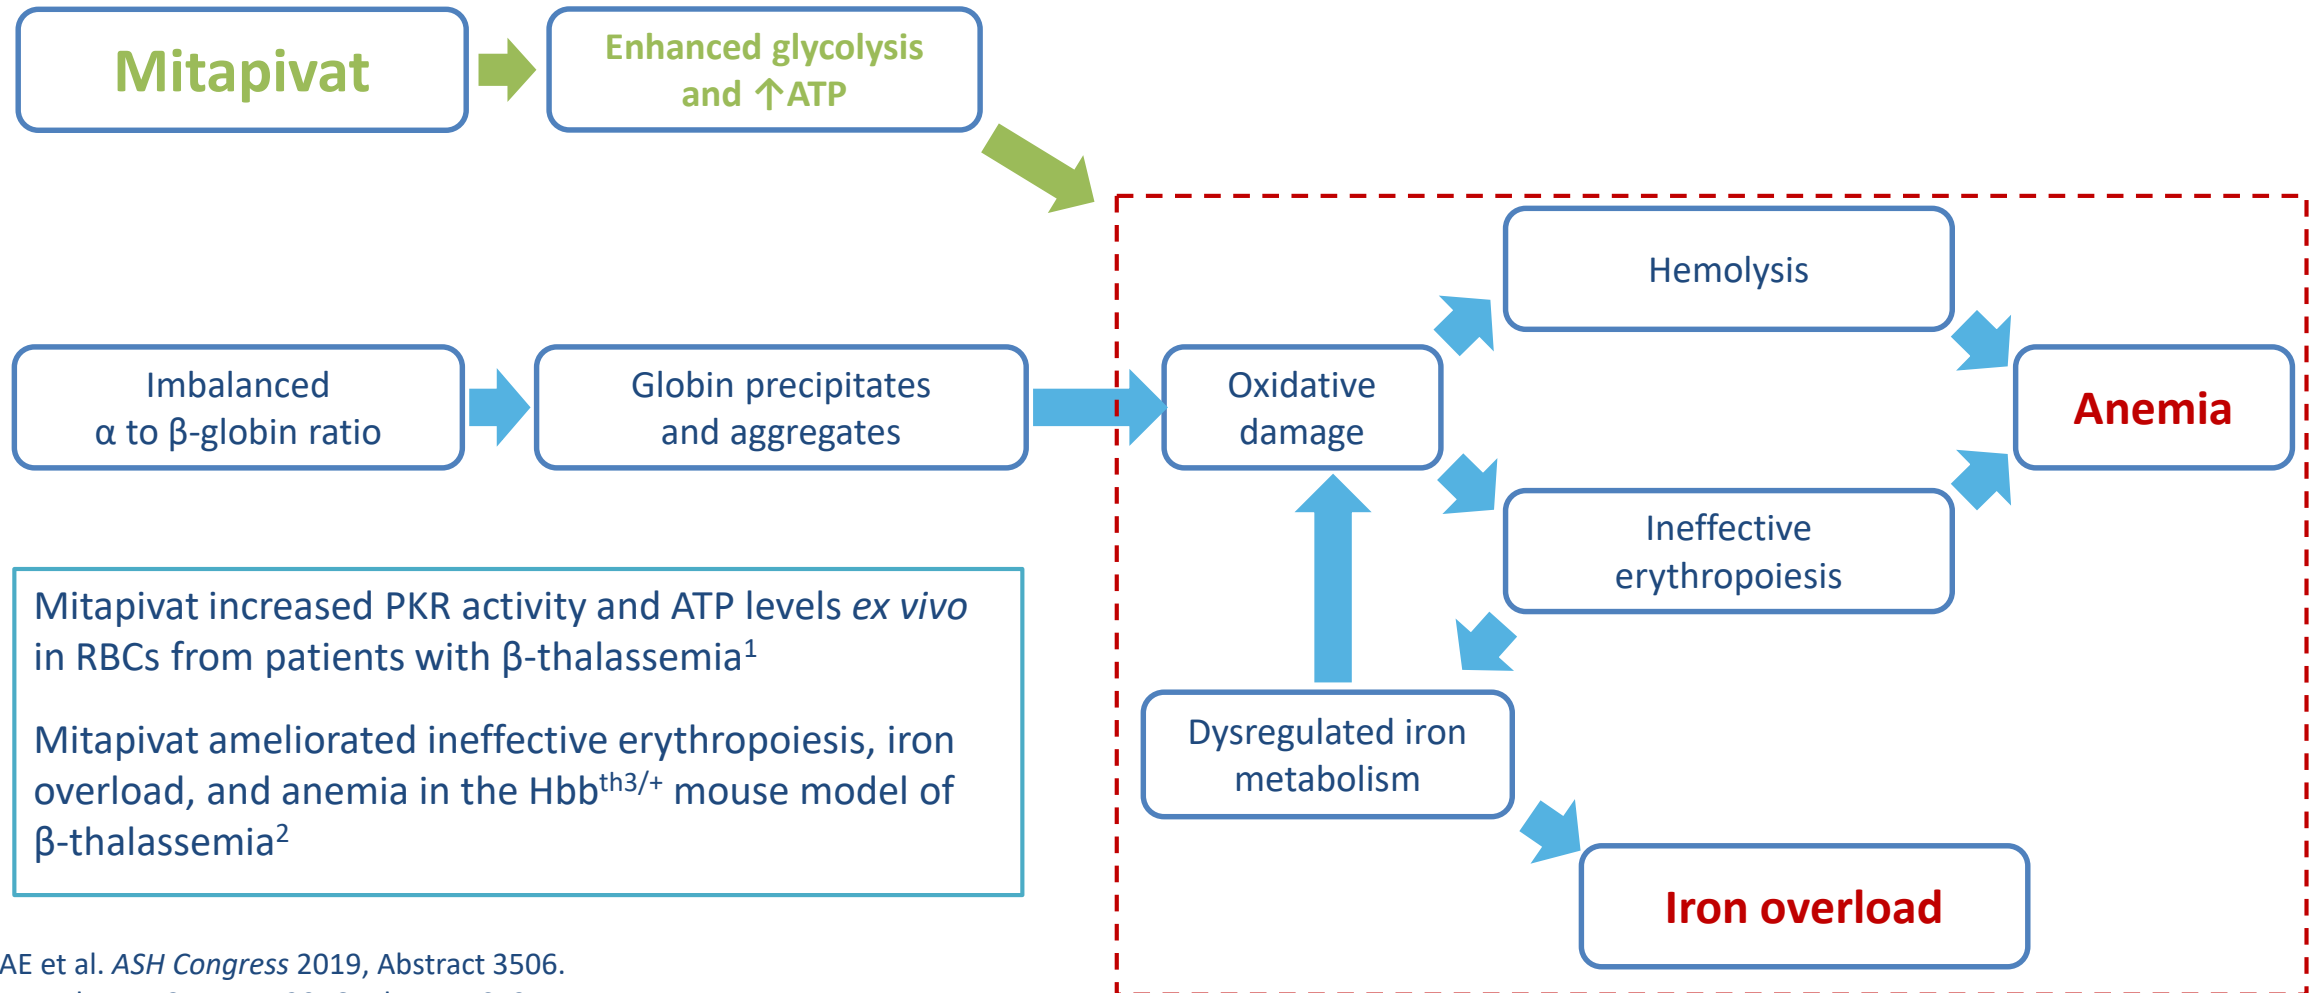 Mitapivat
Enhanced glycolysis
and ↑ATP
Hemolysis
Imbalanced
α to β-globin ratio
Globin precipitates
and aggregates
Oxidative
damage
Anemia
Ineffective
erythropoiesis
Mitapivat increased PKR activity and ATP levels ex vivo
in RBCs from patients with β-thalassemia1
Mitapivat ameliorated ineffective erythropoiesis, iron
overload, and anemia in the Hbbth3/+ mouse model of
β-thalassemia2
Dysregulated iron
metabolism
Iron overload
AE et al. ASH Congress 2019, Abstract 3506.